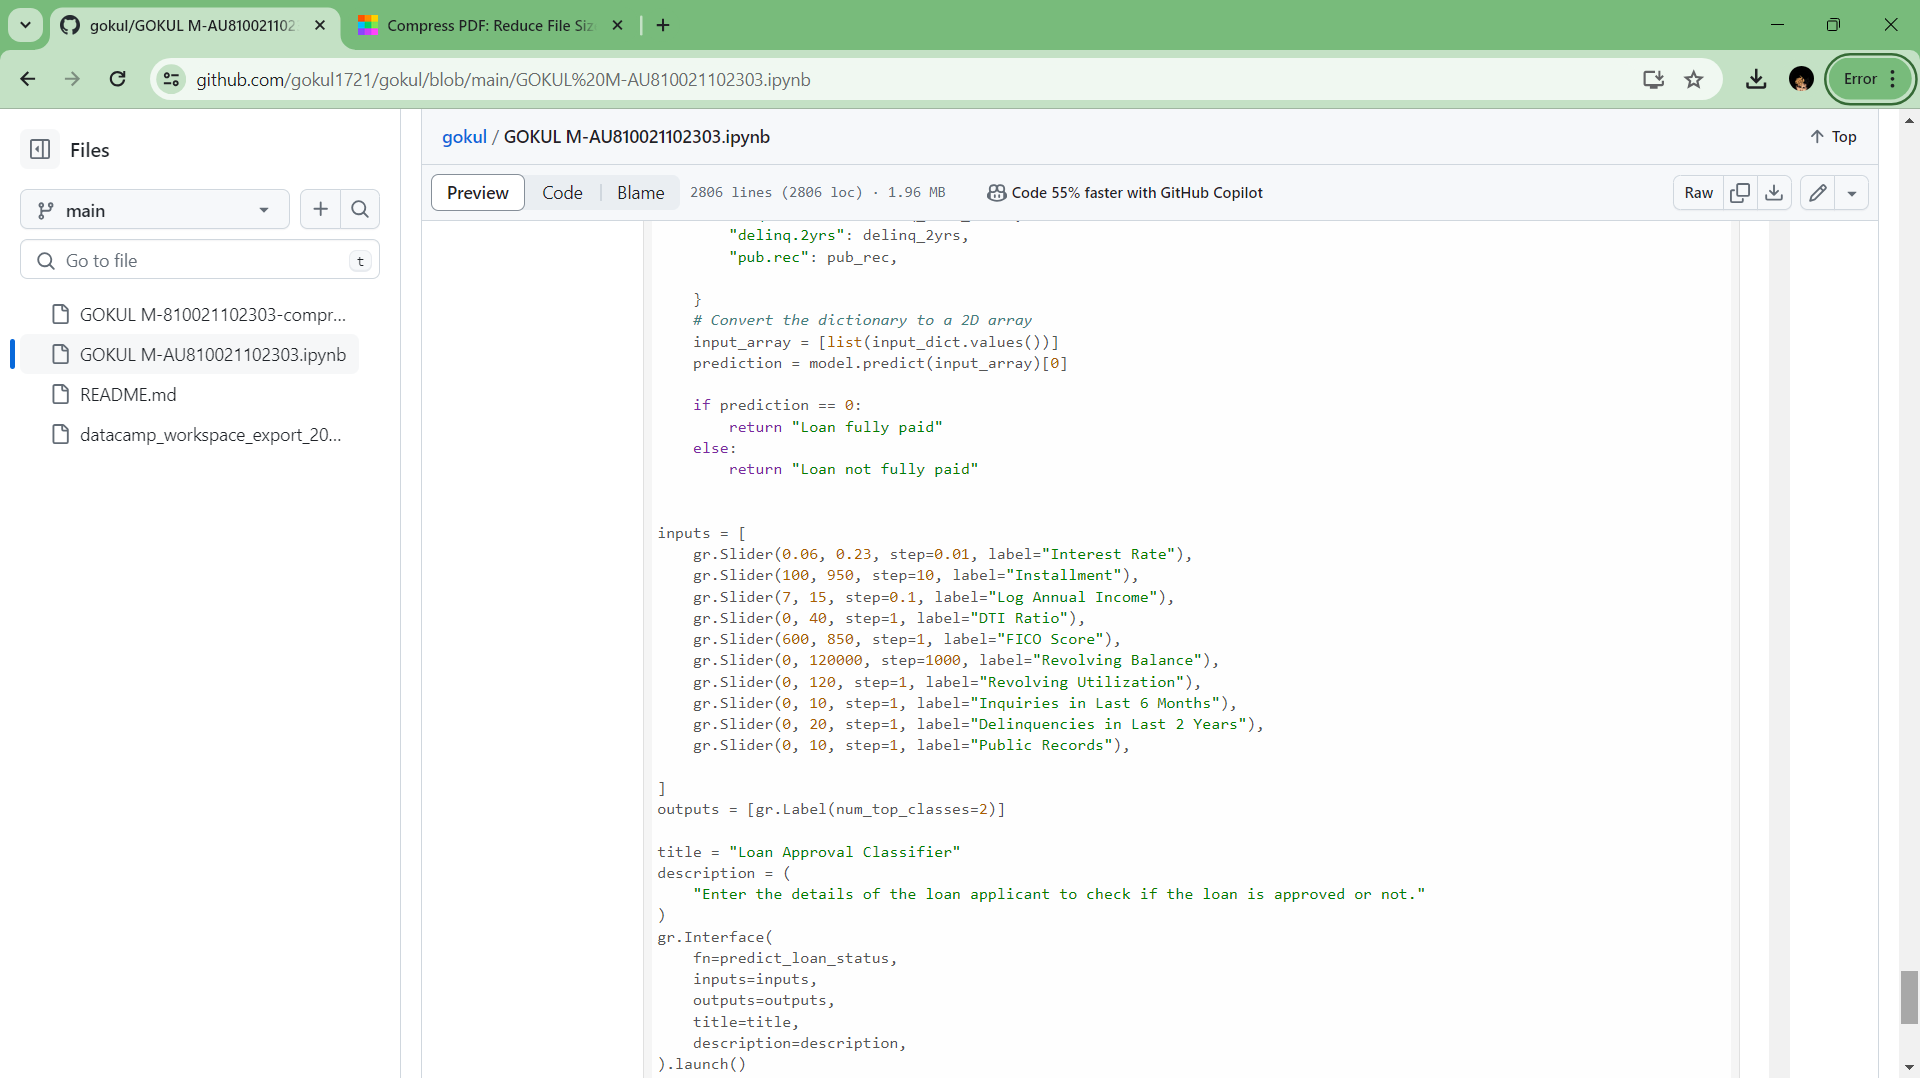 gokul/GOKUL M-AU810021102
Compress PDF: Reduce File Siz
github.com/gokul1721/gokul/blob/main/GOKUL%20M-AU810021102303.ipynb
Error
Files
main
Go to file
t
GOKUL M-810021102303-compr...
GOKUL M-AU810021102303.ipynb
README.md
datacamp_workspace_export_20...
gokul / GOKUL M-AU810021102303.ipynb
Top
Preview
Code
Blame
2806 lines (2806 loc) · 1.96 MB
Code 55% faster with GitHub Copilot
Raw
"delinq.2yrs": delinq_2yrs,
"pub.rec": pub_rec,
}
# Convert the dictionary to a 2D array
input_array = [list(input_dict.values())]
prediction = model.predict(input_array)[0]
if prediction == 0:
return "Loan fully paid"
else:
return "Loan not fully paid"
inputs = [
gr.Slider(0.06, 0.23, step=0.01, label="Interest Rate"),
gr.Slider(100, 950, step=10, label="Installment"),
gr.Slider(7, 15, step=0.1, label="Log Annual Income"),
gr.Slider(0, 40, step=1, label="DTI Ratio"),
gr.Slider(600, 850, step=1, label="FICO Score"),
gr.Slider(0, 120000, step=1000, label="Revolving Balance"),
gr.Slider(0, 120, step=1, label="Revolving Utilization"),
gr.Slider(0, 10, step=1, label="Inquiries in Last 6 Months"),
gr.Slider(0, 20, step=1, label="Delinquencies in Last 2 Years"),
gr.Slider(0, 10, step=1, label="Public Records"),
]
outputs = [gr.Label(num_top_classes=2)]
title = "Loan Approval Classifier"
description = (
"Enter the details of the loan applicant to check if the loan is approved or not."
)
gr.Interface(
fn=predict_loan_status,
inputs=inputs,
outputs=outputs,
title=title,
description=description,
).launch()